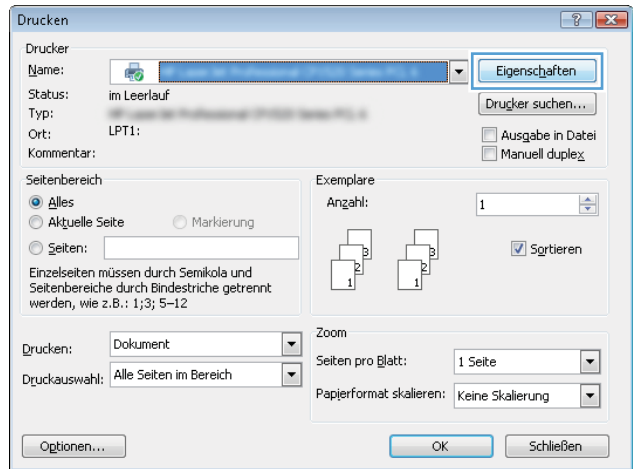 Drucken
Drucker
Name:
Eigenschaften
Status: im Leerlauf
Typ:
Drucker suchen...
Ort: LPT1:
Ausgabe in Datei
Kommentar:
Manuell duplex
Seitenbereich
Alles
Aktuelle Seite Markierung
Seiten:
Einzelseiten müssen durch Semikola und
Seitenbereiche durch Bindestriche getrennt
werden, wie z.B.: 1;3; 5–12
Exemplare
Anzahl: 1
3 3
2 2
1 1
Sortieren
Drucken: Dokument
Druckauswahl: Alle Seiten im Bereich
Zoom
Seiten pro Blatt: 1 Seite
Papierformat skalieren: Keine Skalierung
Optionen... OK Schließen